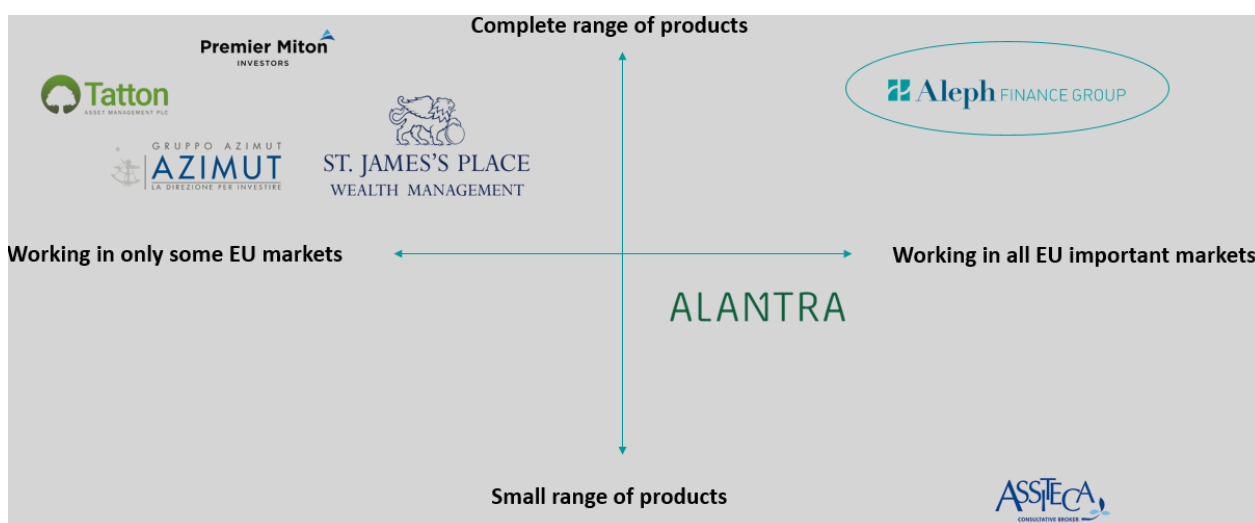 Complete range of products
Premier Miton
INVESTORS
Tatton
ASSET MANAGEMENT PLC
Aleph FINANCE GROUP
GRUPPO AZIMUT
AZIMUT
LA DIREZIONE PER INVESTIRE
ST. JAMES'S PLACE
WEALTH MANAGEMENT
Working in only some EU markets
Working in all EU important markets
ALANTRA
Small range of products
ASSITECA
CONSULTATIVE BROKER